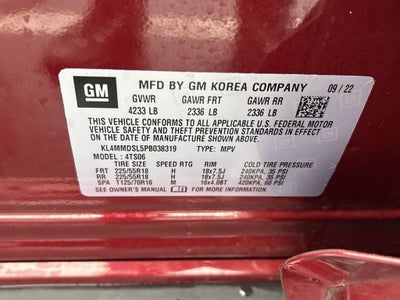 GM
MFD BY GM KOREA COMPANY 09/22
GVWR GAWR FRT GAWR RR
4233 LB 2336 LB 2336 LB
THIS VEHICLE CONFORMS TO ALL APPLICABLE U.S. FEDERAL MOTOR
VEHICLE SAFETY, BUMPER, AND THEFT PREVENTION STANDARDS IN
EFFECT ON THE DATE OF MANUFACTURE SHOWN ABOVE.
KL4MMDSL5PB038319 TYPE: MPV
MODEL: 4TS06
TIRE SIZE SPEED RTG RIM COLD TIRE PRESSURE
FRT 225/55R18 H 18x7.5J 240KPA, 35 PSI
RR 225/55R18 H 18x7.5J 240KPA, 35 PSI
SPA T125/70R16 M 16x4.0BT 420KPA, 60 PSI
SEE OWNER'S MANUAL FOR MORE INFORMATION.